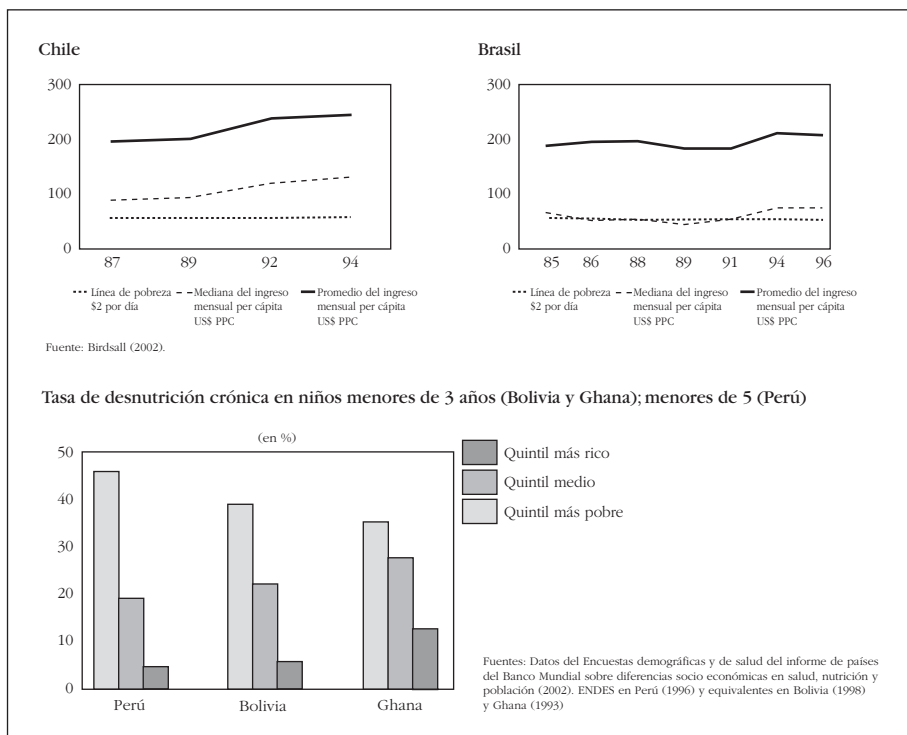 Chile
300
200
100
0
87 89 92 94
Línea de pobreza $2 por día
Mediana del ingreso mensual per cápita US$ PPC
Promedio del ingreso mensual per cápita US$ PPC
Fuente: Birdsall (2002).
Brasil
300
200
100
0
85 86 88 89 91 94 96
Línea de pobreza $2 por día
Mediana del ingreso mensual per cápita US$ PPC
Promedio del ingreso mensual per cápita US$ PPC
Tasa de desnutrición crónica en niños menores de 3 años (Bolivia y Ghana); menores de 5 (Perú)
(en %)
50
40
30
20
10
0
Perú Bolivia Ghana
Quintil más rico
Quintil medio
Quintil más pobre
Fuentes: Datos del Encuestas demográficas y de salud del informe de países
del Banco Mundial sobre diferencias socio económicas en salud, nutrición y
población (2002). ENDES en Perú (1996) y equivalentes en Bolivia (1998)
y Ghana (1993)